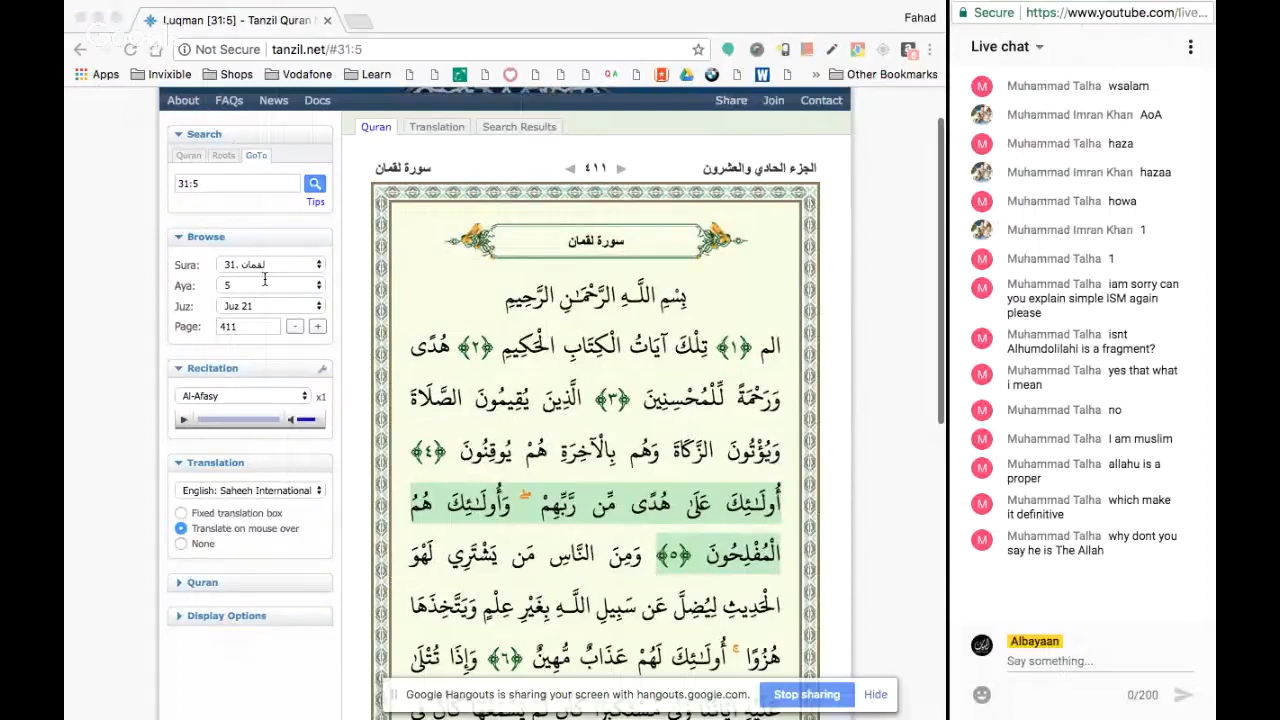 Luqman [31:5] - Tanzil Quran
Fahad
Google
Not Secure
tanzil.net/#31:5
Apps
Invixible
Shops
Vodafone
Learn
Other Bookmarks
About
FAQs
News
Docs
Share
Join
Contact
Search
Quran
Roots
GoTo
31:5
Tips
Browse
Sura:
31. لقمان
Aya:
5
Juz:
Juz 21
Page:
411
-
+
Recitation
Al-Afasy
x1
Translation
English: Saheeh International
Fixed translation box
Translate on mouse over
None
Quran
Display Options
Quran
Translation
Search Results
الجزء الحادي والعشرون
٤١١
سورة لقمان
سورة لقمان
بِسْمِ اللَّـهِ الرَّحْمَـٰنِ الرَّحِيمِ
الم ﴿١﴾ تِلْكَ آيَاتُ الْكِتَابِ الْحَكِيمِ ﴿٢﴾ هُدًى
وَرَحْمَةً لِّلْمُحْسِنِينَ ﴿٣﴾ الَّذِينَ يُقِيمُونَ الصَّلَاةَ
وَيُؤْتُونَ الزَّكَاةَ وَهُم بِالْآخِرَةِ هُمْ يُوقِنُونَ ﴿٤﴾
أُولَـٰئِكَ عَلَىٰ هُدًى مِّن رَّبِّهِمْ ۖ وَأُولَـٰئِكَ هُمُ
الْمُفْلِحُونَ ﴿٥﴾ وَمِنَ النَّاسِ مَن يَشْتَرِي لَهْوَ
الْحَدِيثِ لِيُضِلَّ عَن سَبِيلِ اللَّـهِ بِغَيْرِ عِلْمٍ وَيَتَّخِذَهَا
هُزُوًا ۚ أُولَـٰئِكَ لَهُمْ عَذَابٌ مُّهِينٌ ﴿٦﴾ وَإِذَا تُتْلَىٰ
Google Hangouts is sharing your screen with hangouts.google.com.
Stop sharing
Hide
Secure
https://www.youtube.com/live...
Live chat
Muhammad Talha wsalam
Muhammad Imran Khan AoA
Muhammad Talha haza
Muhammad Imran Khan hazaa
Muhammad Talha howa
Muhammad Imran Khan 1
Muhammad Talha 1
Muhammad Talha iam sorry can
you explain simple ISM again
please
Muhammad Talha isnt
Alhumdolilahi is a fragment?
Muhammad Talha yes that what
i mean
Muhammad Talha no
Muhammad Talha I am muslim
Muhammad Talha allahu is a
proper
Muhammad Talha which make
it definitive
Muhammad Talha why dont you
say he is The Allah
Albayaan
Say something...
0/200